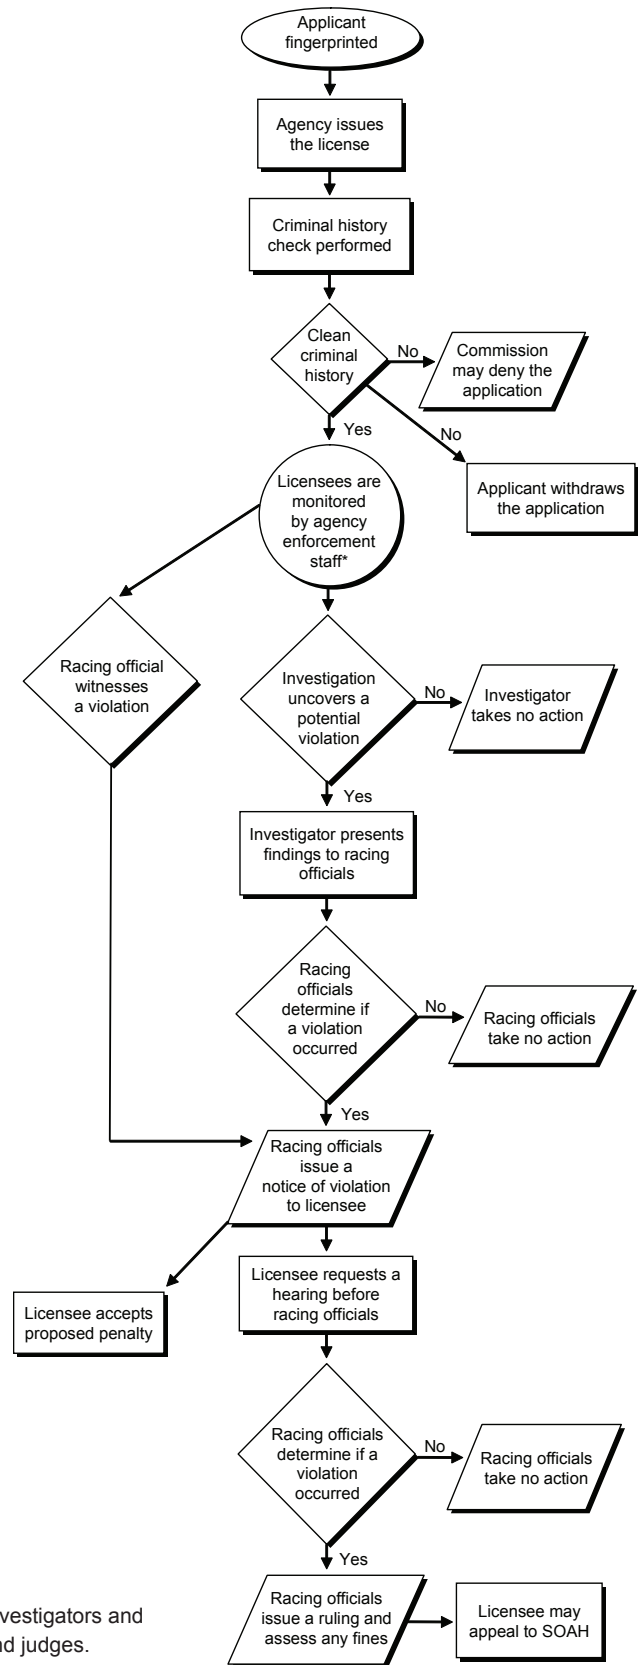 Applicant
fingerprinted
Agency issues
the license
Criminal history
check performed
Clean
criminal
history
No
Commission
may deny the
application
No
Yes
Applicant withdraws
the application
Licensees are
monitored
by agency
enforcement
staff*
Racing official
witnesses
a violation
Investigation
uncovers a
potential
violation
No
Investigator
takes no action
Yes
Investigator presents
findings to racing
officials
Racing
officials
determine if
a violation
occurred
No
Racing officials
take no action
Yes
Racing officials
issue a
notice of violation
to licensee
Licensee accepts
proposed penalty
Licensee requests a
hearing before
racing officials
Racing officials
determine if a
violation
occurred
No
Racing officials
take no action
Yes
Racing officials
issue a ruling and
assess any fines
Licensee may
appeal to SOAH
and
judges.